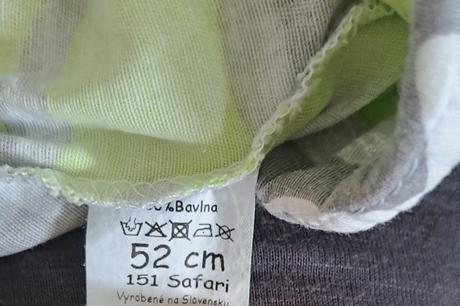 %Bavlna
52 cm
151 Safari
Vyrobené na Slovensku